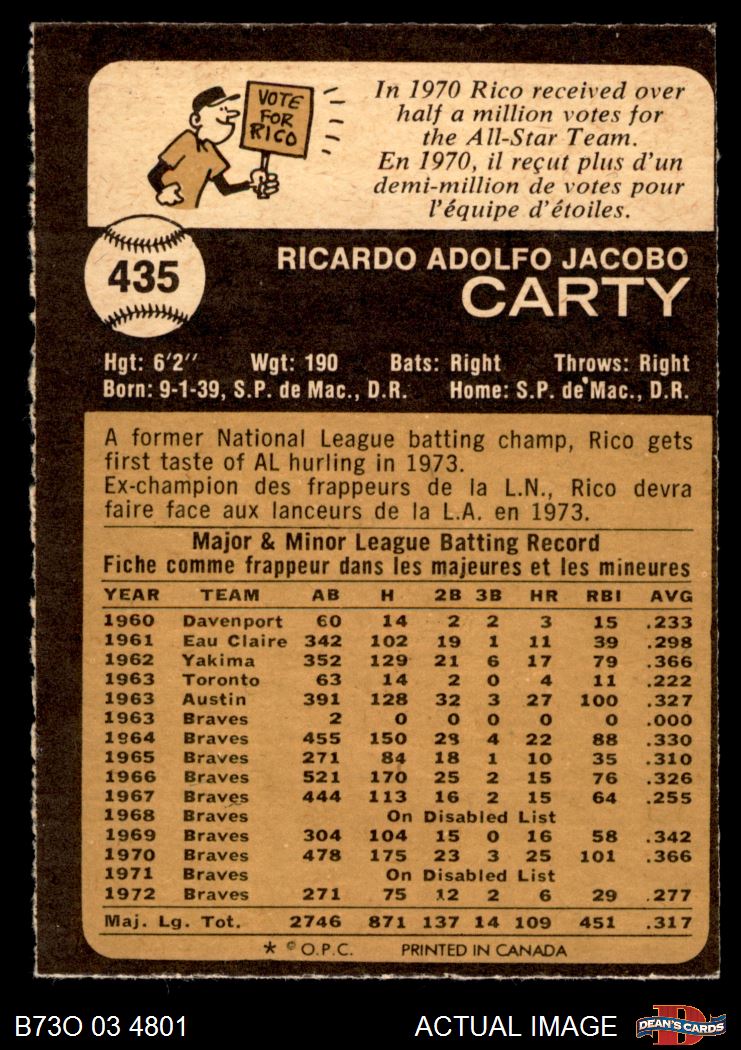 VOTE
FOR
RICO
In 1970 Rico received over
half a million votes for
the All-Star Team.
En 1970, il reçut plus d'un
demi-million de votes pour
l'équipe d'étoiles.
435
RICARDO ADOLFO JACOBO
CARTY
Hgt: 6'2" Wgt: 190 Bats: Right Throws: Right
Born: 9-1-39, S.P. de Mac., D.R. Home: S.P. de Mac., D.R.
A former National League batting champ, Rico gets
first taste of AL hurling in 1973.
Ex-champion des frappeurs de la L.N., Rico devra
faire face aux lanceurs de la L.A. en 1973.
Major & Minor League Batting Record
Fiche comme frappeur dans les majeures et les mineures
YEAR TEAM AB H 2B 3B HR RBI AVG
1960 Davenport 60 14 2 2 3 15 .233
1961 Eau Claire 342 102 19 1 11 39 .298
1962 Yakima 352 129 21 6 17 79 .366
1963 Toronto 63 14 2 0 4 11 .222
1963 Austin 391 128 32 3 27 100 .327
1963 Braves 2 0 0 0 0 0 .000
1964 Braves 455 150 28 4 22 88 .330
1965 Braves 271 84 18 1 10 35 .310
1966 Braves 521 170 25 2 15 76 .326
1967 Braves 444 113 16 2 15 64 .255
1968 Braves On Disabled List
1969 Braves 304 104 15 0 16 58 .342
1970 Braves 478 175 23 3 25 101 .366
1971 Braves On Disabled List
1972 Braves 271 75 12 2 6 29 .277
Maj. Lg. Tot. 2746 871 137 14 109 451 .317
* © O.P.C. PRINTED IN CANADA
B73O 03 4801 ACTUAL IMAGE DEAN'S CARDS